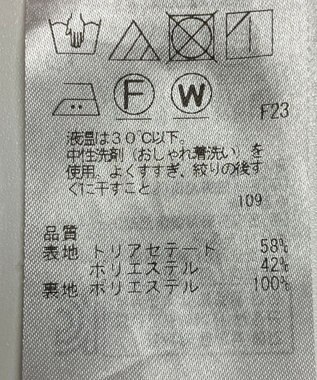 F W
F23
液温は30℃以下、
中性洗剤（おしゃれ着洗い）を
使用、よくすすぎ、絞りの後す
ぐに干すこと
109
品質
表地 トリアセテート 58%
ポリエステル 42%
裏地 ポリエステル 100%